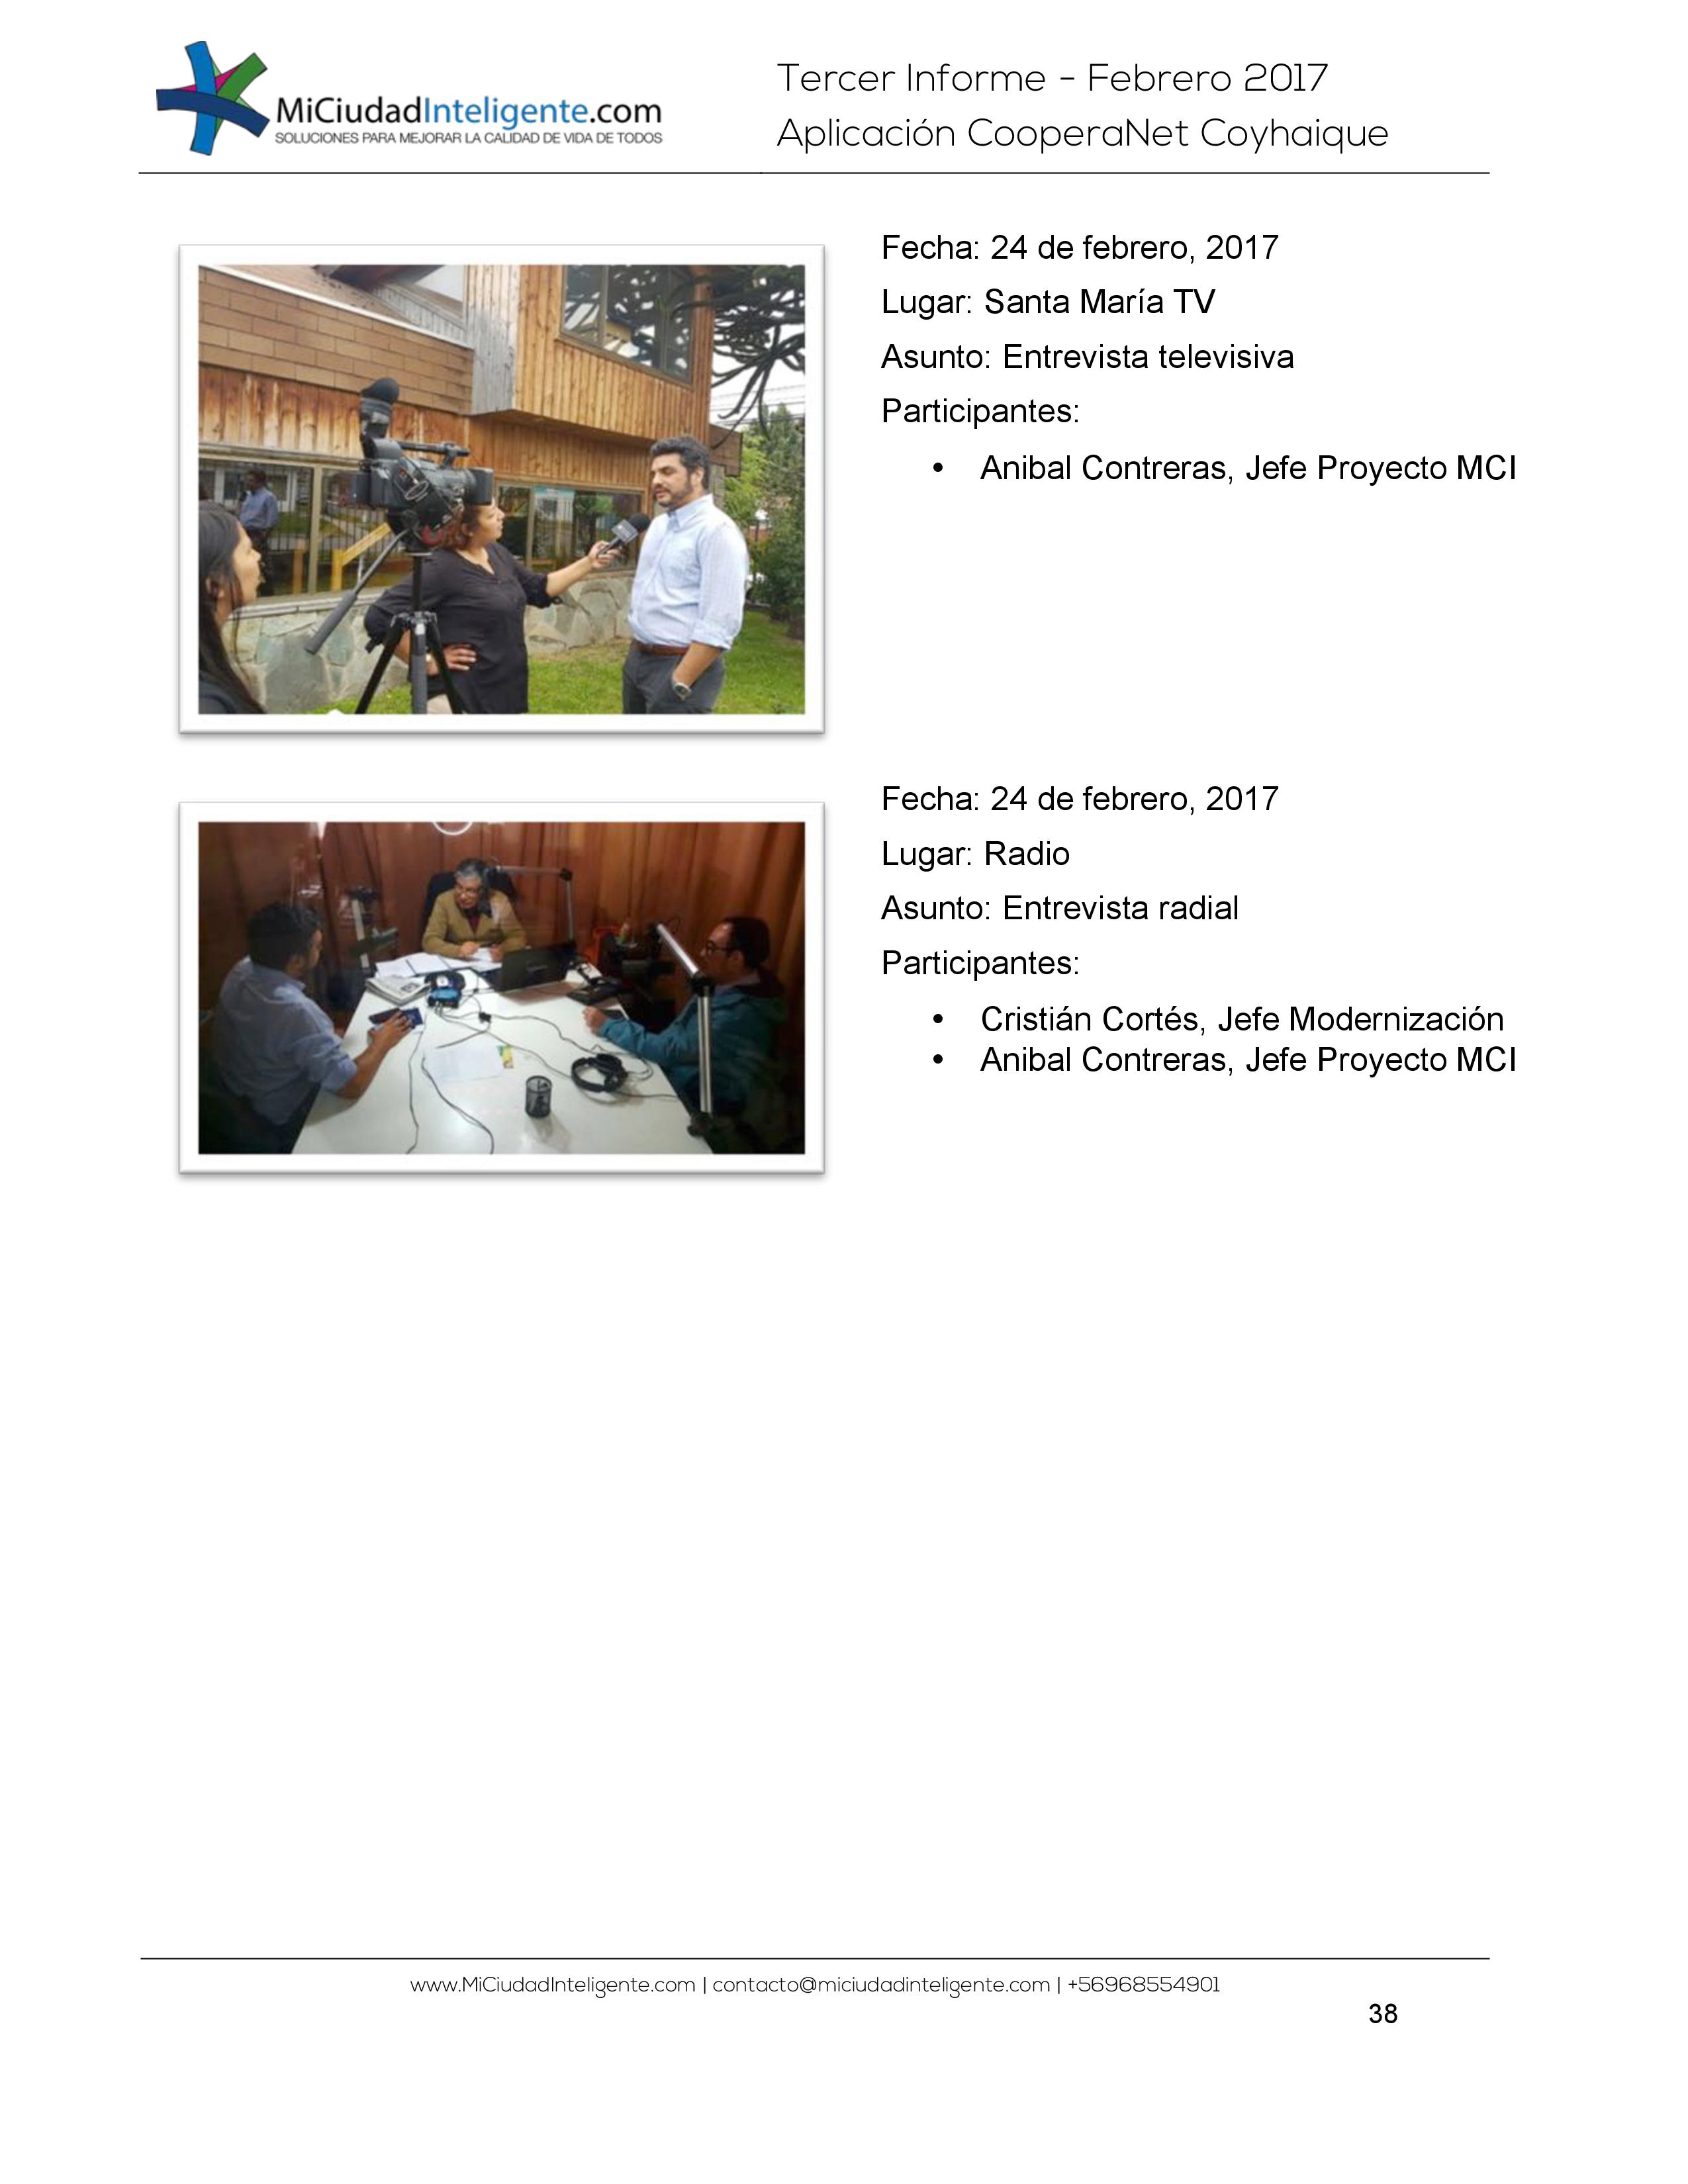 MiCiudadInteligente.com
SOLUCIONES PARA MEJORAR LA CALIDAD DE VIDA DE TODOS
Tercer Informe - Febrero 2017
Aplicación CooperaNet Coyhaique
Fecha: 24 de febrero, 2017
Lugar: Santa María TV
Asunto: Entrevista televisiva
Participantes:
• Anibal Contreras, Jefe Proyecto MCI
Fecha: 24 de febrero, 2017
Lugar: Radio
Asunto: Entrevista radial
Participantes:
• Cristián Cortés, Jefe Modernización
• Anibal Contreras, Jefe Proyecto MCI
www.MiCiudadInteligente.com | contacto@miciudadinteligente.com | +56968554901
38